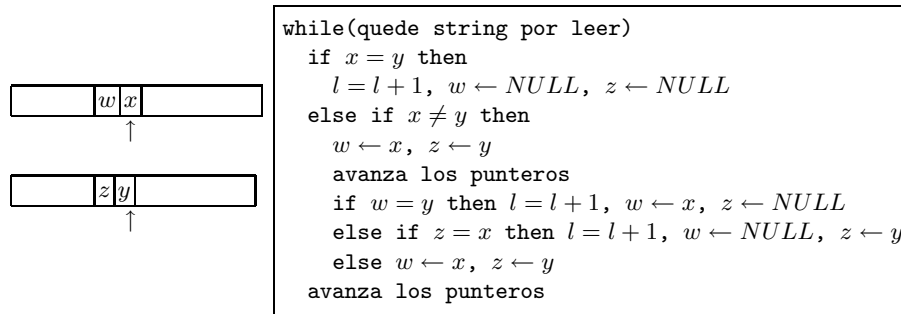 w x
↑
z y
↑
while(quede string por leer)
if x = y then
l = l + 1, w ← NULL, z ← NULL
else if x ≠ y then
w ← x, z ← y
avanza los punteros
if w = y then l = l + 1, w ← x, z ← NULL
else if z = x then l = l + 1, w ← NULL, z ← y
else w ← x, z ← y
avanza los punteros